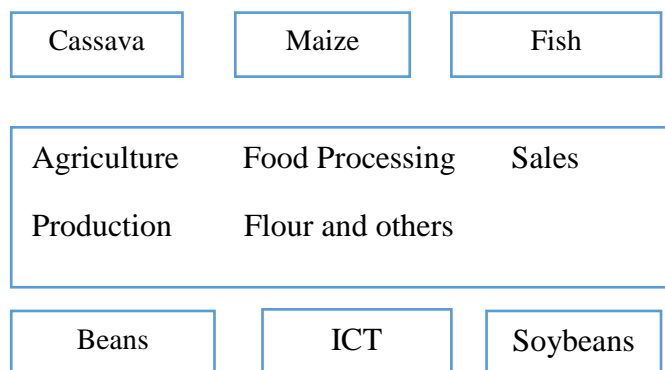 Cassava Maize Fish
Agriculture Food Processing Sales
Production Flour and others
Beans ICT Soybeans